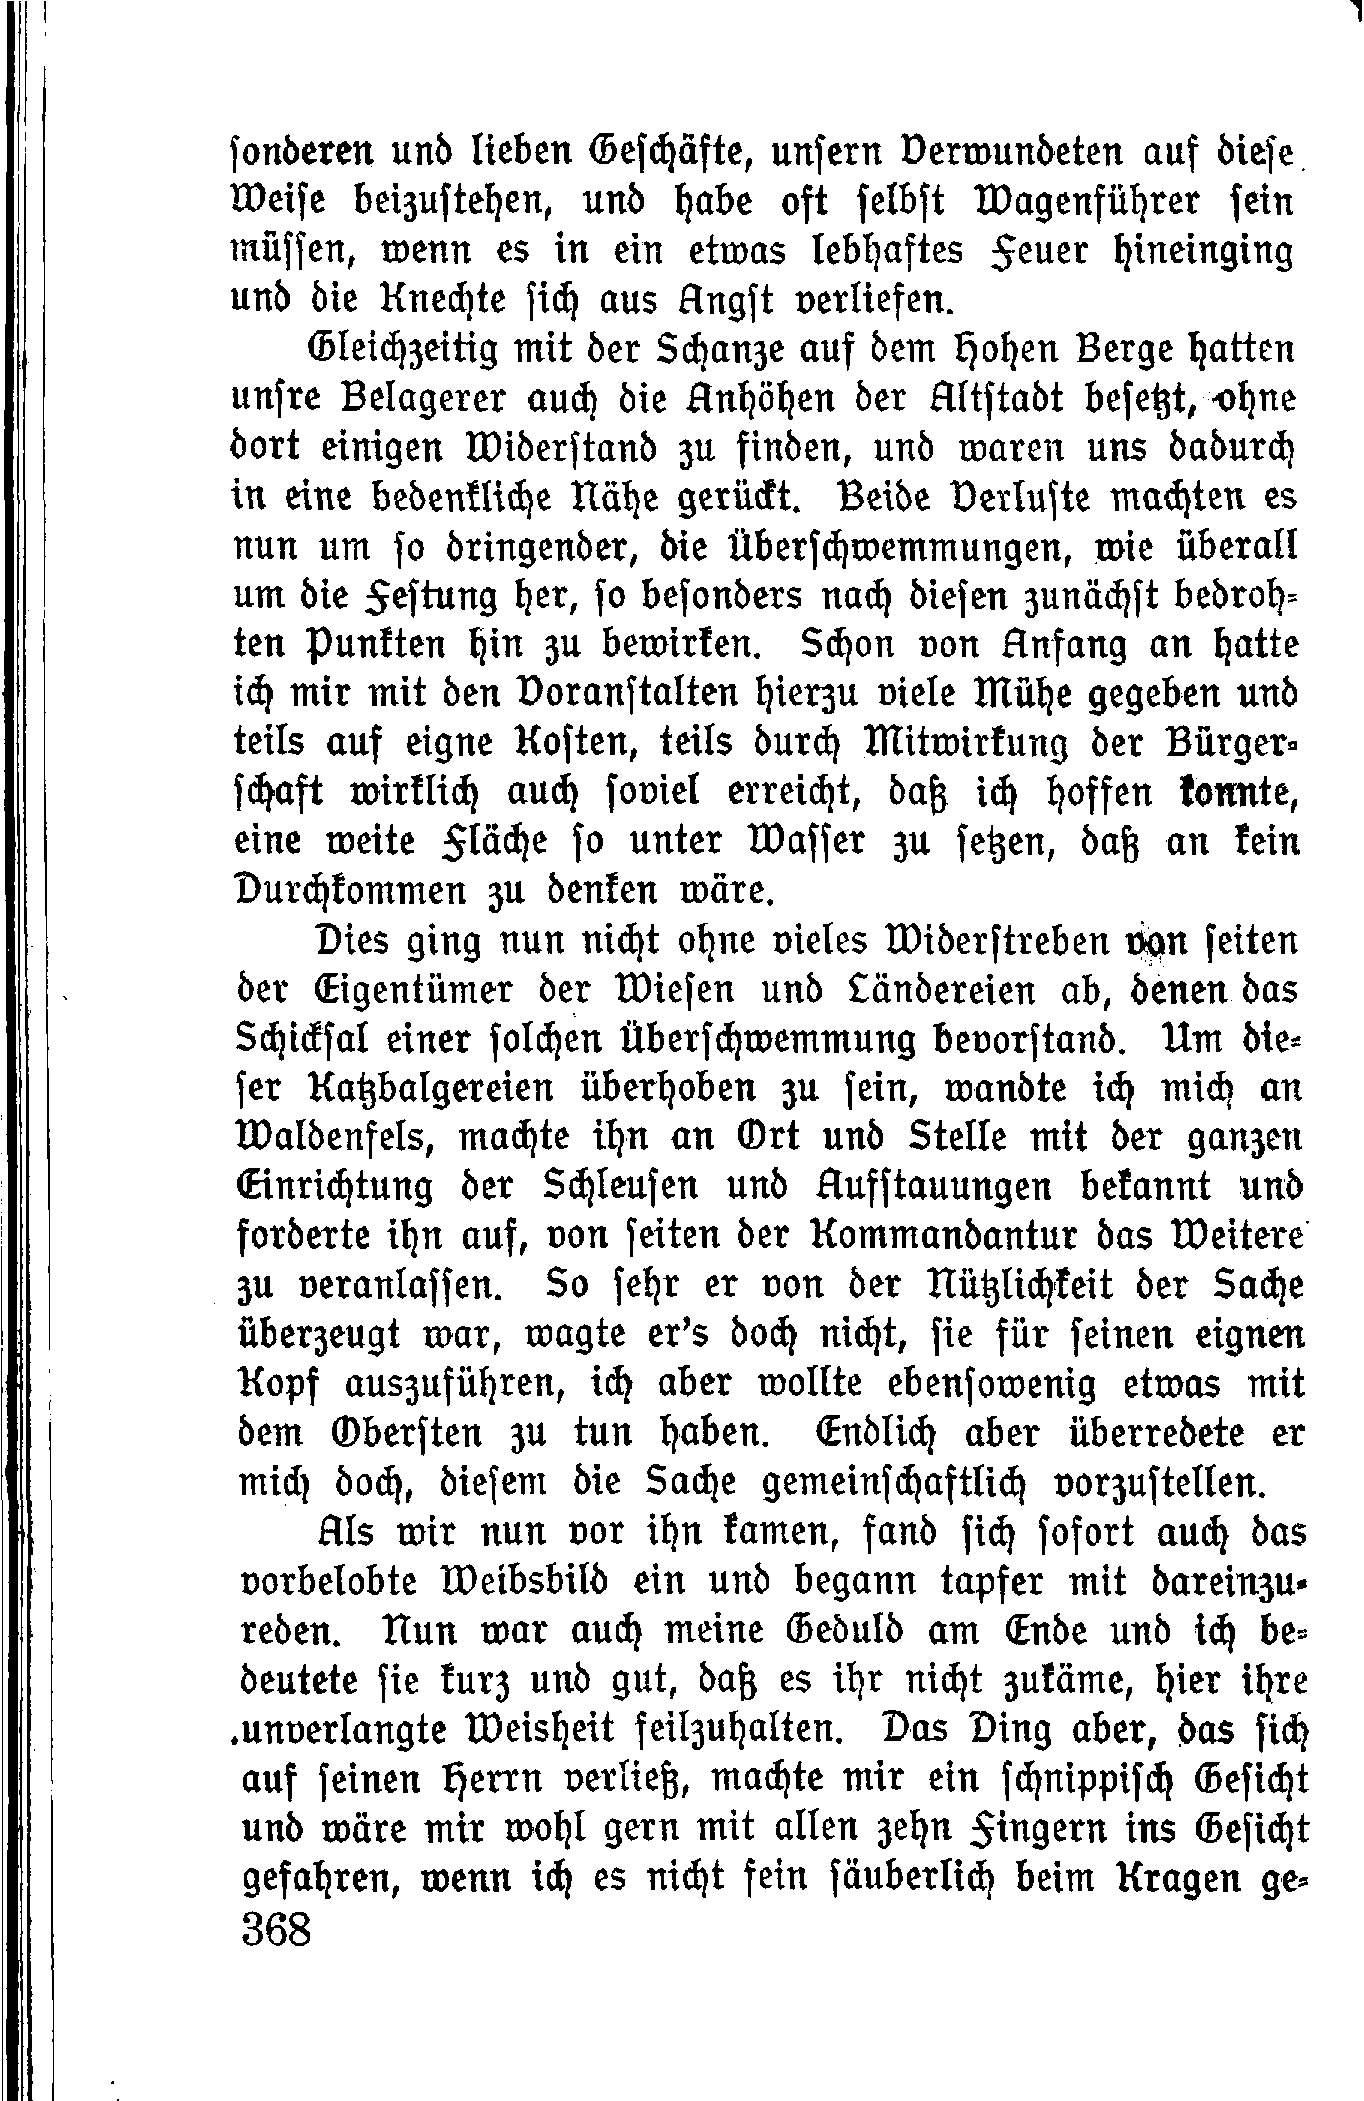 sonderen und lieben Geschäfte, unsern Verwundeten auf diese
Weise beizustehen, und habe oft selbst Wagenführer sein
müssen, wenn es in ein etwas lebhaftes Feuer hineinging
und die Knechte sich aus Angst verliefen.
Gleichzeitig mit der Schanze auf dem Hohen Berge hatten
unsre Belagerer auch die Anhöhen der Altstadt besetzt, ohne
dort einigen Widerstand zu finden, und waren uns dadurch
in eine bedenkliche Nähe gerückt. Beide Verluste machten es
nun um so dringender, die Überschwemmungen, wie überall
um die Festung her, so besonders nach diesen zunächst bedroh-
ten Punkten hin zu bewirken. Schon von Anfang an hatte
ich mir mit den Voranstalten hierzu viele Mühe gegeben und
teils auf eigne Kosten, teils durch Mitwirkung der Bürger-
schaft wirklich auch soviel erreicht, daß ich hoffen konnte,
eine weite Fläche so unter Wasser zu setzen, daß an kein
Durchkommen zu denken wäre.
Dies ging nun nicht ohne vieles Widerstreben von seiten
der Eigentümer der Wiesen und Ländereien ab, denen das
Schicksal einer solchen Überschwemmung bevorstand. Um die-
ser Katzbalgereien überhoben zu sein, wandte ich mich an
Waldenfels, machte ihn an Ort und Stelle mit der ganzen
Einrichtung der Schleusen und Aufstauungen bekannt und
forderte ihn auf, von seiten der Kommandantur das Weitere
zu veranlassen. So sehr er von der Nützlichkeit der Sache
überzeugt war, wagte er's doch nicht, sie für seinen eignen
Kopf auszuführen, ich aber wollte ebensowenig etwas mit
dem Obersten zu tun haben. Endlich aber überredete er
mich doch, diesem die Sache gemeinschaftlich vorzustellen.
Als wir nun vor ihn kamen, fand sich sofort auch das
vorbelobte Weibsbild ein und begann tapfer mit dareinzu-
reden. Nun war auch meine Geduld am Ende und ich be-
deutete sie kurz und gut, daß es ihr nicht zukäme, hier ihre
unverlangte Weisheit feilzuhalten. Das Ding aber, das sich
auf seinen Herrn verließ, machte mir ein schnippisch Gesicht
und wäre mir wohl gern mit allen zehn Fingern ins Gesicht
gefahren, wenn ich es nicht fein säuberlich beim Kragen ge-
368